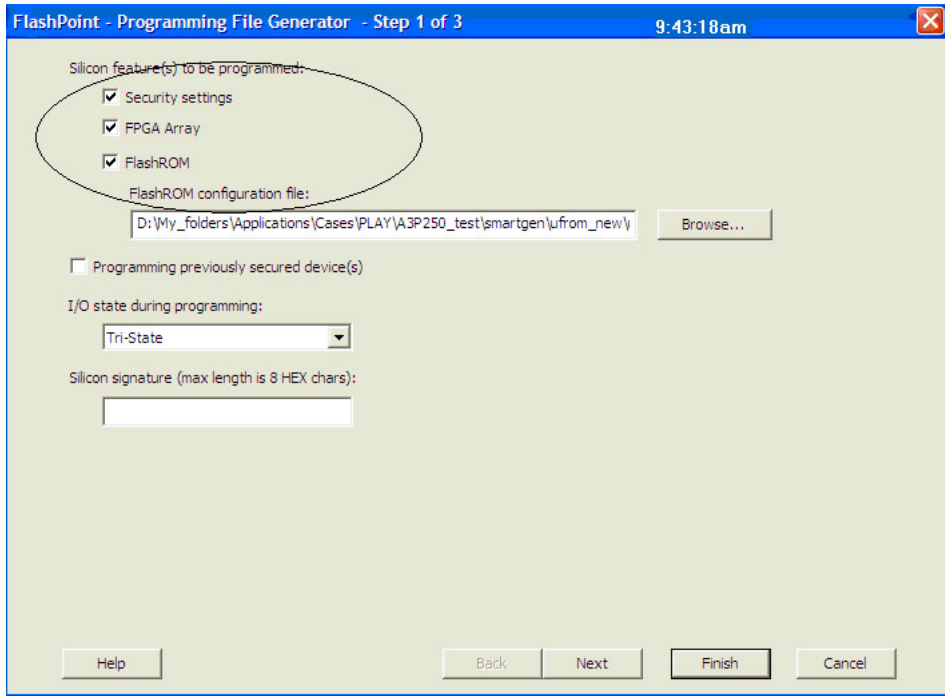 FlashPoint - Programming File Generator - Step 1 of 3 9:43:18am
Silicon feature(s) to be programmed:
Security settings
FPGA Array
FlashROM
FlashROM configuration file:
D:\My_folders\Applications\Cases\PLAY\A3P250_test\smartgen\ufrom_new\ Browse...
Programming previously secured device(s)
I/O state during programming:
Tri-State
Silicon signature (max length is 8 HEX chars):
Help Back Next Finish Cancel